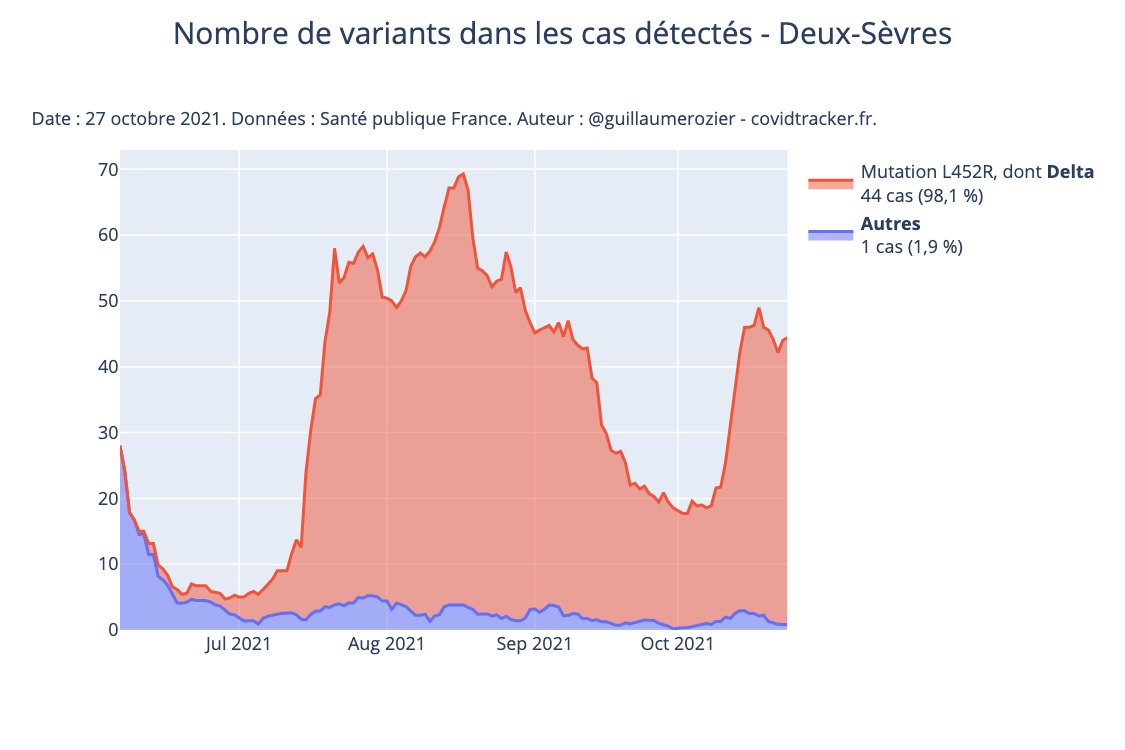 Nombre de variants dans les cas détectés - Deux-Sèvres
Date : 27 octobre 2021. Données : Santé publique France. Auteur : @guillaumerozier - covidtracker.fr.
70
60
50
40
30
20
10
0
Jul 2021
Aug 2021
Sep 2021
Oct 2021
Mutation L452R, dont Delta
44 cas (98,1 %)
Autres
1 cas (1,9 %)